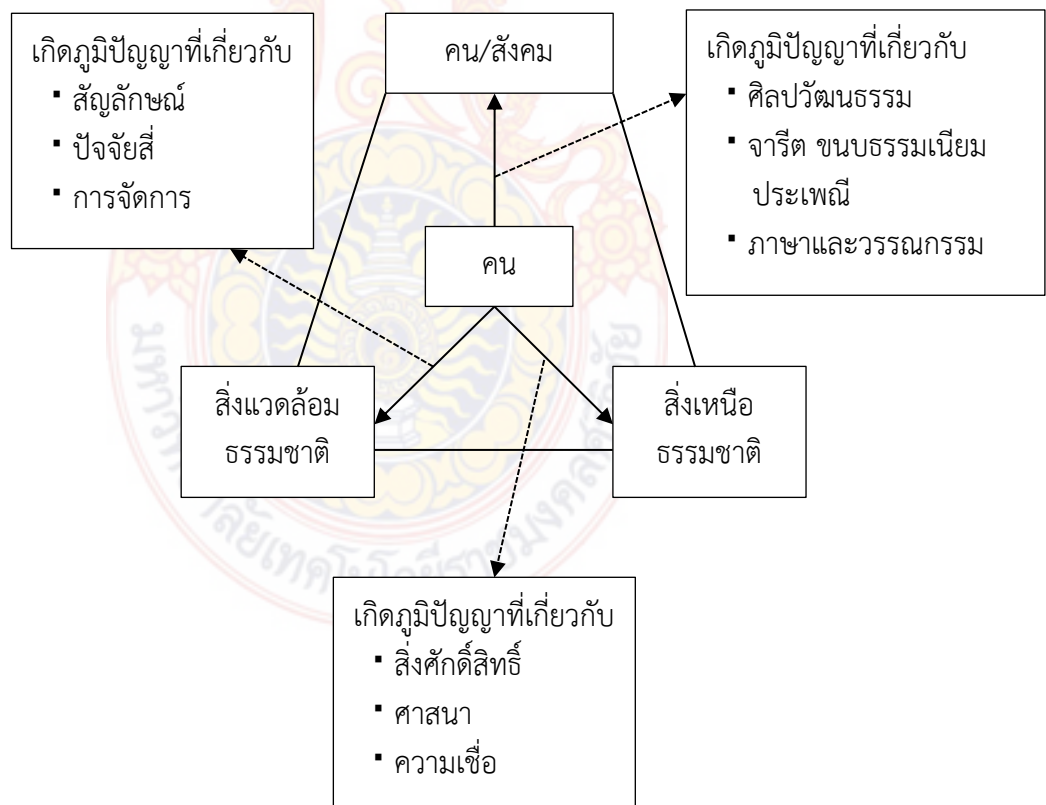 เกิดภูมิปัญญาที่เกี่ยวกับ
▪ สัญลักษณ์
▪ ปัจจัยสี่
▪ การจัดการ
คน/สังคม
เกิดภูมิปัญญาที่เกี่ยวกับ
▪ ศิลปวัฒนธรรม
▪ จารีต ขนบธรรมเนียม
ประเพณี
▪ ภาษาและวรรณกรรม
คน
สิ่งแวดล้อม
ธรรมชาติ
สิ่งเหนือ
ธรรมชาติ
เกิดภูมิปัญญาที่เกี่ยวกับ
▪ สิ่งศักดิ์สิทธิ์
▪ ศาสนา
▪ ความเชื่อ